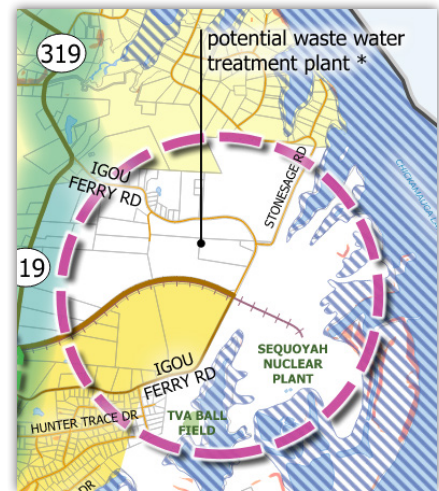 319
potential waste water
treatment plant *
IGOU
FERRY RD
STONESAGE RD
19
SEQUOYAH
NUCLEAR
PLANT
IGOU
FERRY RD
HUNTER TRACE DR
TVA BALL
FIELD
DR